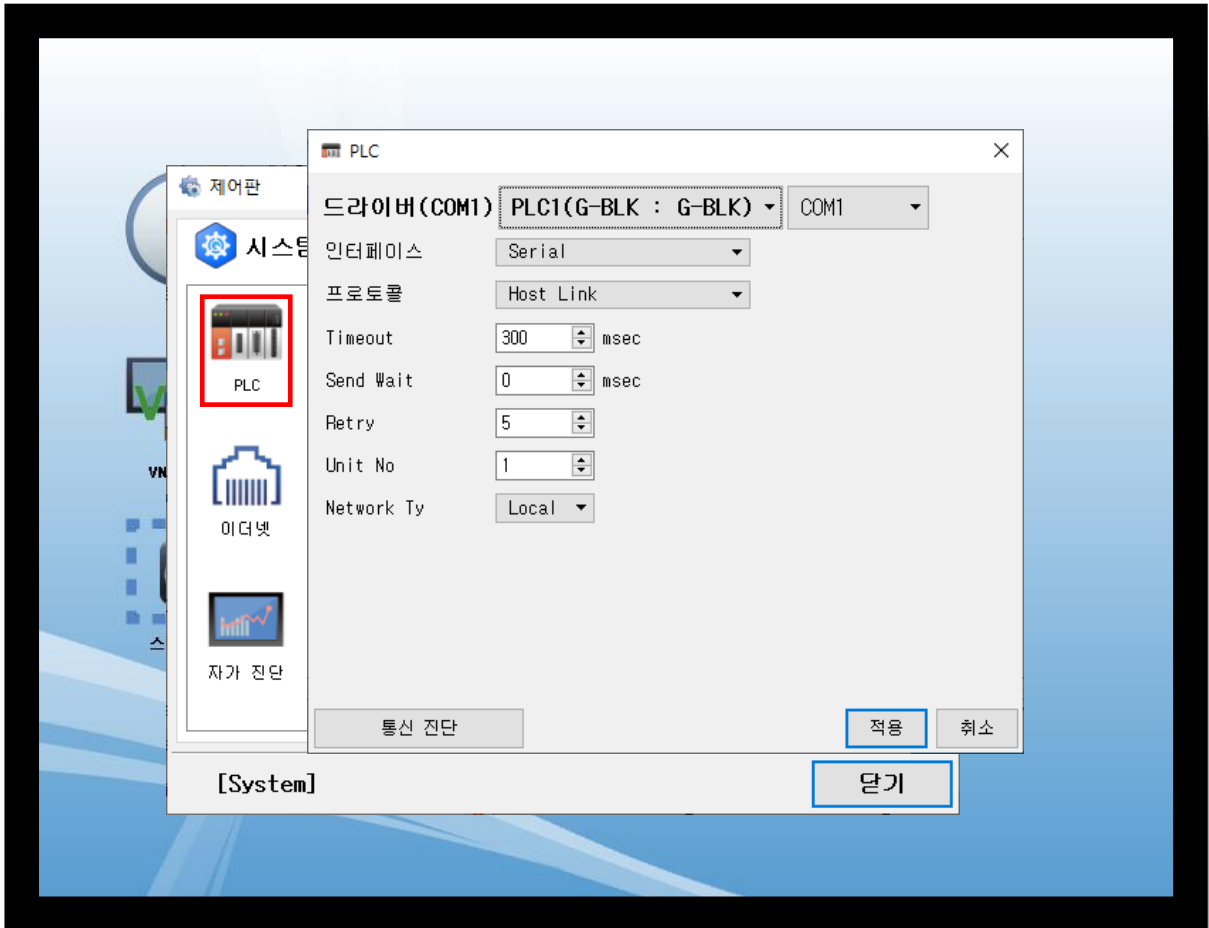 PLC
제어판
드라이버(COM1) PLC1(G-BLK : G-BLK) COM1
시스템
인터페이스 Serial
프로토콜 Host Link
Timeout 300 msec
Send Wait 0 msec
PLC
Retry 5
Unit No 1
VN
Network Ty Local
이더넷
스
자가 진단
통신 진단 적용 취소
[System] 닫기